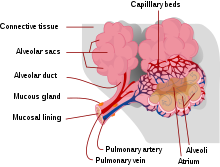 Capillary beds
Connective tissue
Alveolar sacs
Alveolar duct
Mucous gland
Mucosal lining
Pulmonary artery
Pulmonary vein
Alveoli
Atrium